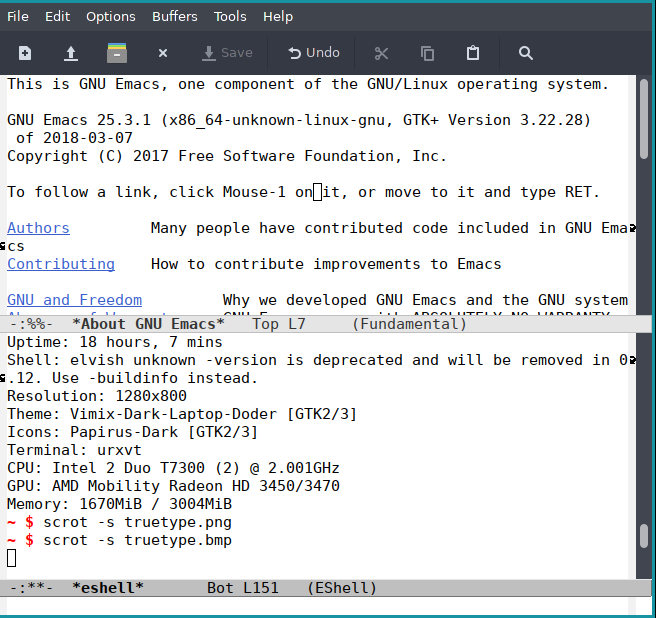 File Edit Options Buffers Tools Help
Save Undo
This is GNU Emacs, one component of the GNU/Linux operating system.
GNU Emacs 25.3.1 (x86_64-unknown-linux-gnu, GTK+ Version 3.22.28)
of 2018-03-07
Copyright (C) 2017 Free Software Foundation, Inc.
To follow a link, click Mouse-1 on it, or move to it and type RET.
Authors Many people have contributed code included in GNU Ema
cs
Contributing How to contribute improvements to Emacs
GNU and Freedom Why we developed GNU Emacs and the GNU system
-:%%- *About GNU Emacs* Top L7 (Fundamental)
Uptime: 18 hours, 7 mins
Shell: elvish unknown -version is deprecated and will be removed in 0
.12. Use -buildinfo instead.
Resolution: 1280x800
Theme: Vimix-Dark-Laptop-Doder [GTK2/3]
Icons: Papirus-Dark [GTK2/3]
Terminal: urxvt
CPU: Intel 2 Duo T7300 (2) @ 2.001GHz
GPU: AMD Mobility Radeon HD 3450/3470
Memory: 1670MiB / 3004MiB
~ $ scrot -s truetype.png
~ $ scrot -s truetype.bmp
-:**- *eshell* Bot L151 (EShell)